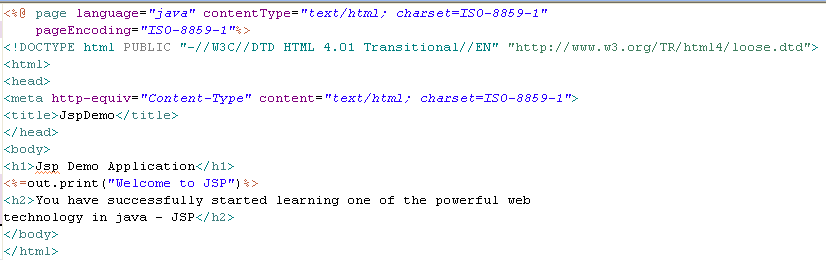 <%@ page language="java" contentType="text/html; charset=ISO-8859-1"
    pageEncoding="ISO-8859-1"%>
<!DOCTYPE html PUBLIC "-//W3C//DTD HTML 4.01 Transitional//EN" "http://www.w3.org/TR/html4/loose.dtd">
<html>
<head>
<meta http-equiv="Content-Type" content="text/html; charset=ISO-8859-1">
<title>JspDemo</title>
</head>
<body>
<h1>Jsp Demo Application</h1>
<%=out.print("Welcome to JSP")%>
<h2>You have successfully started learning one of the powerful web
technology in java - JSP</h2>
</body>
</html>